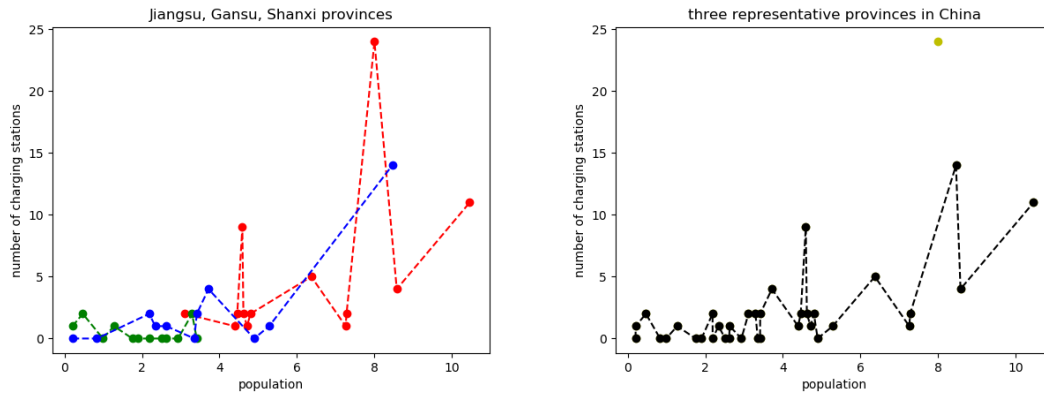 Jiangsu, Gansu, Shanxi provinces
number of charging stations
25
20
15
10
5
0
0 2 4 6 8 10
population
three representative provinces in China
number of charging stations
25
20
15
10
5
0
0 2 4 6 8 10
population